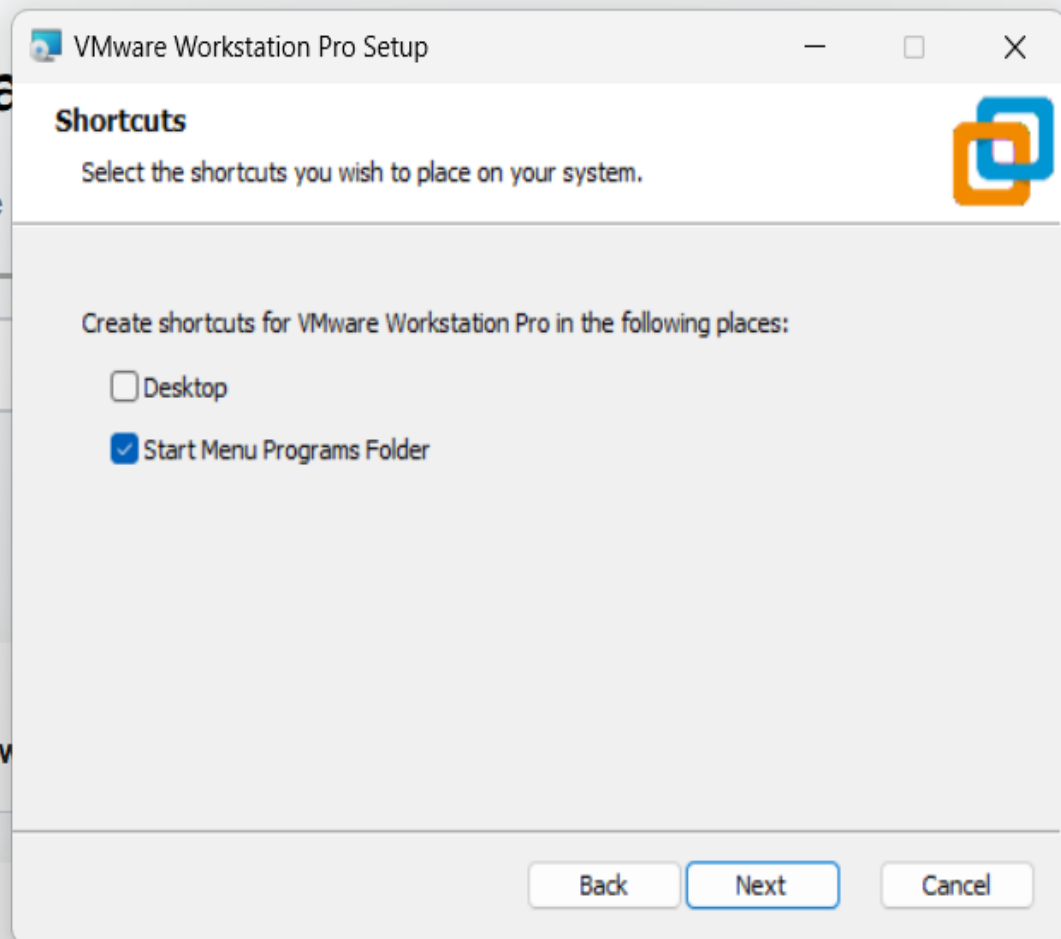 VMware Workstation Pro Setup
Shortcuts
Select the shortcuts you wish to place on your system.
Create shortcuts for VMware Workstation Pro in the following places:
Desktop
Start Menu Programs Folder
Back Next Cancel